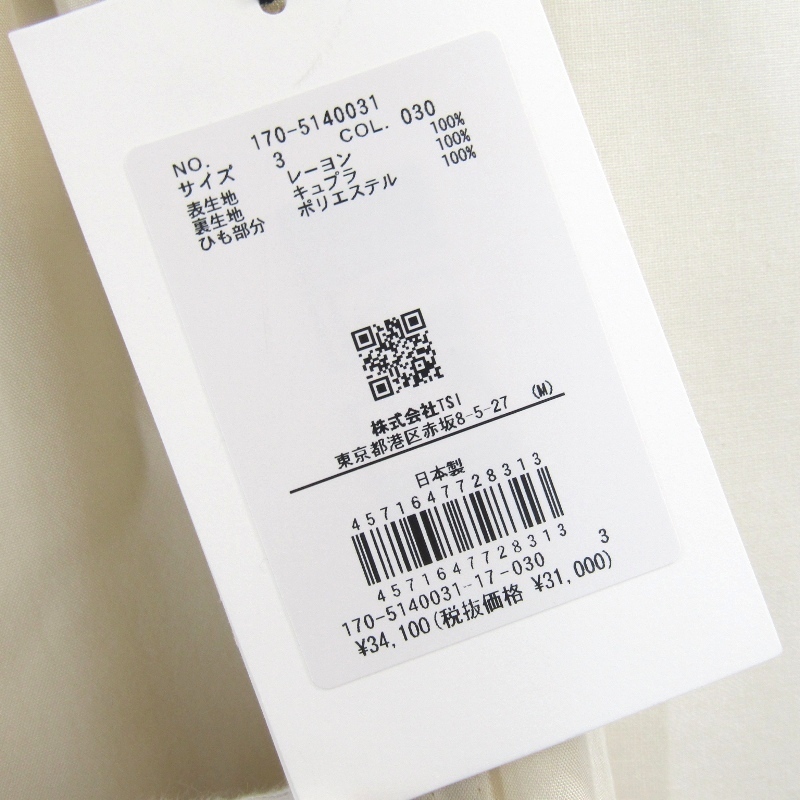 NO. 170-5140031
サイズ 3 COL. 030
表生地 レーヨン 100%
裏生地 キュプラ 100%
ひも部分 ポリエステル 100%
株式会社TSI
東京都港区赤坂8-5-27 (M)
日本製
4571647728313
4571647728313
170-5140031-17-030 3
¥34,100(税抜価格 ¥31,000)